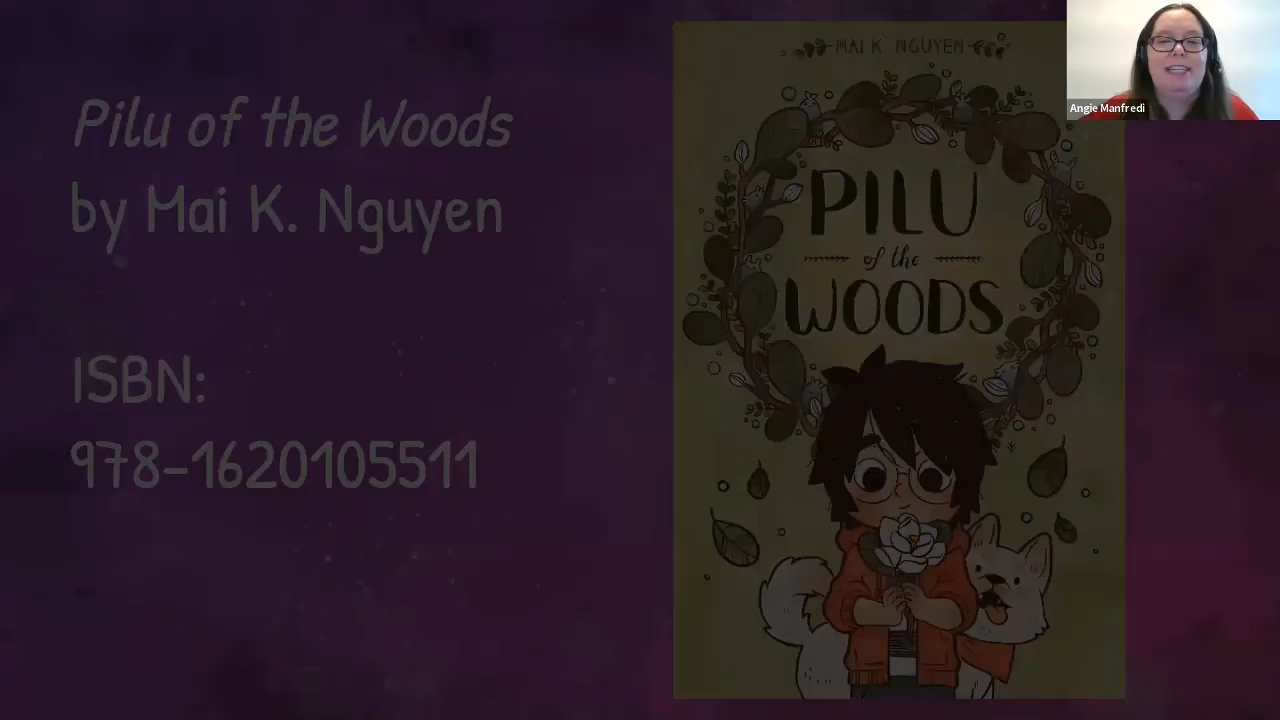 Pilu of the Woods
by Mai K. Nguyen
ISBN:
978-1620105511
MAI K. NGUYEN
PILU
of the
WOODS
Angie Manfredi